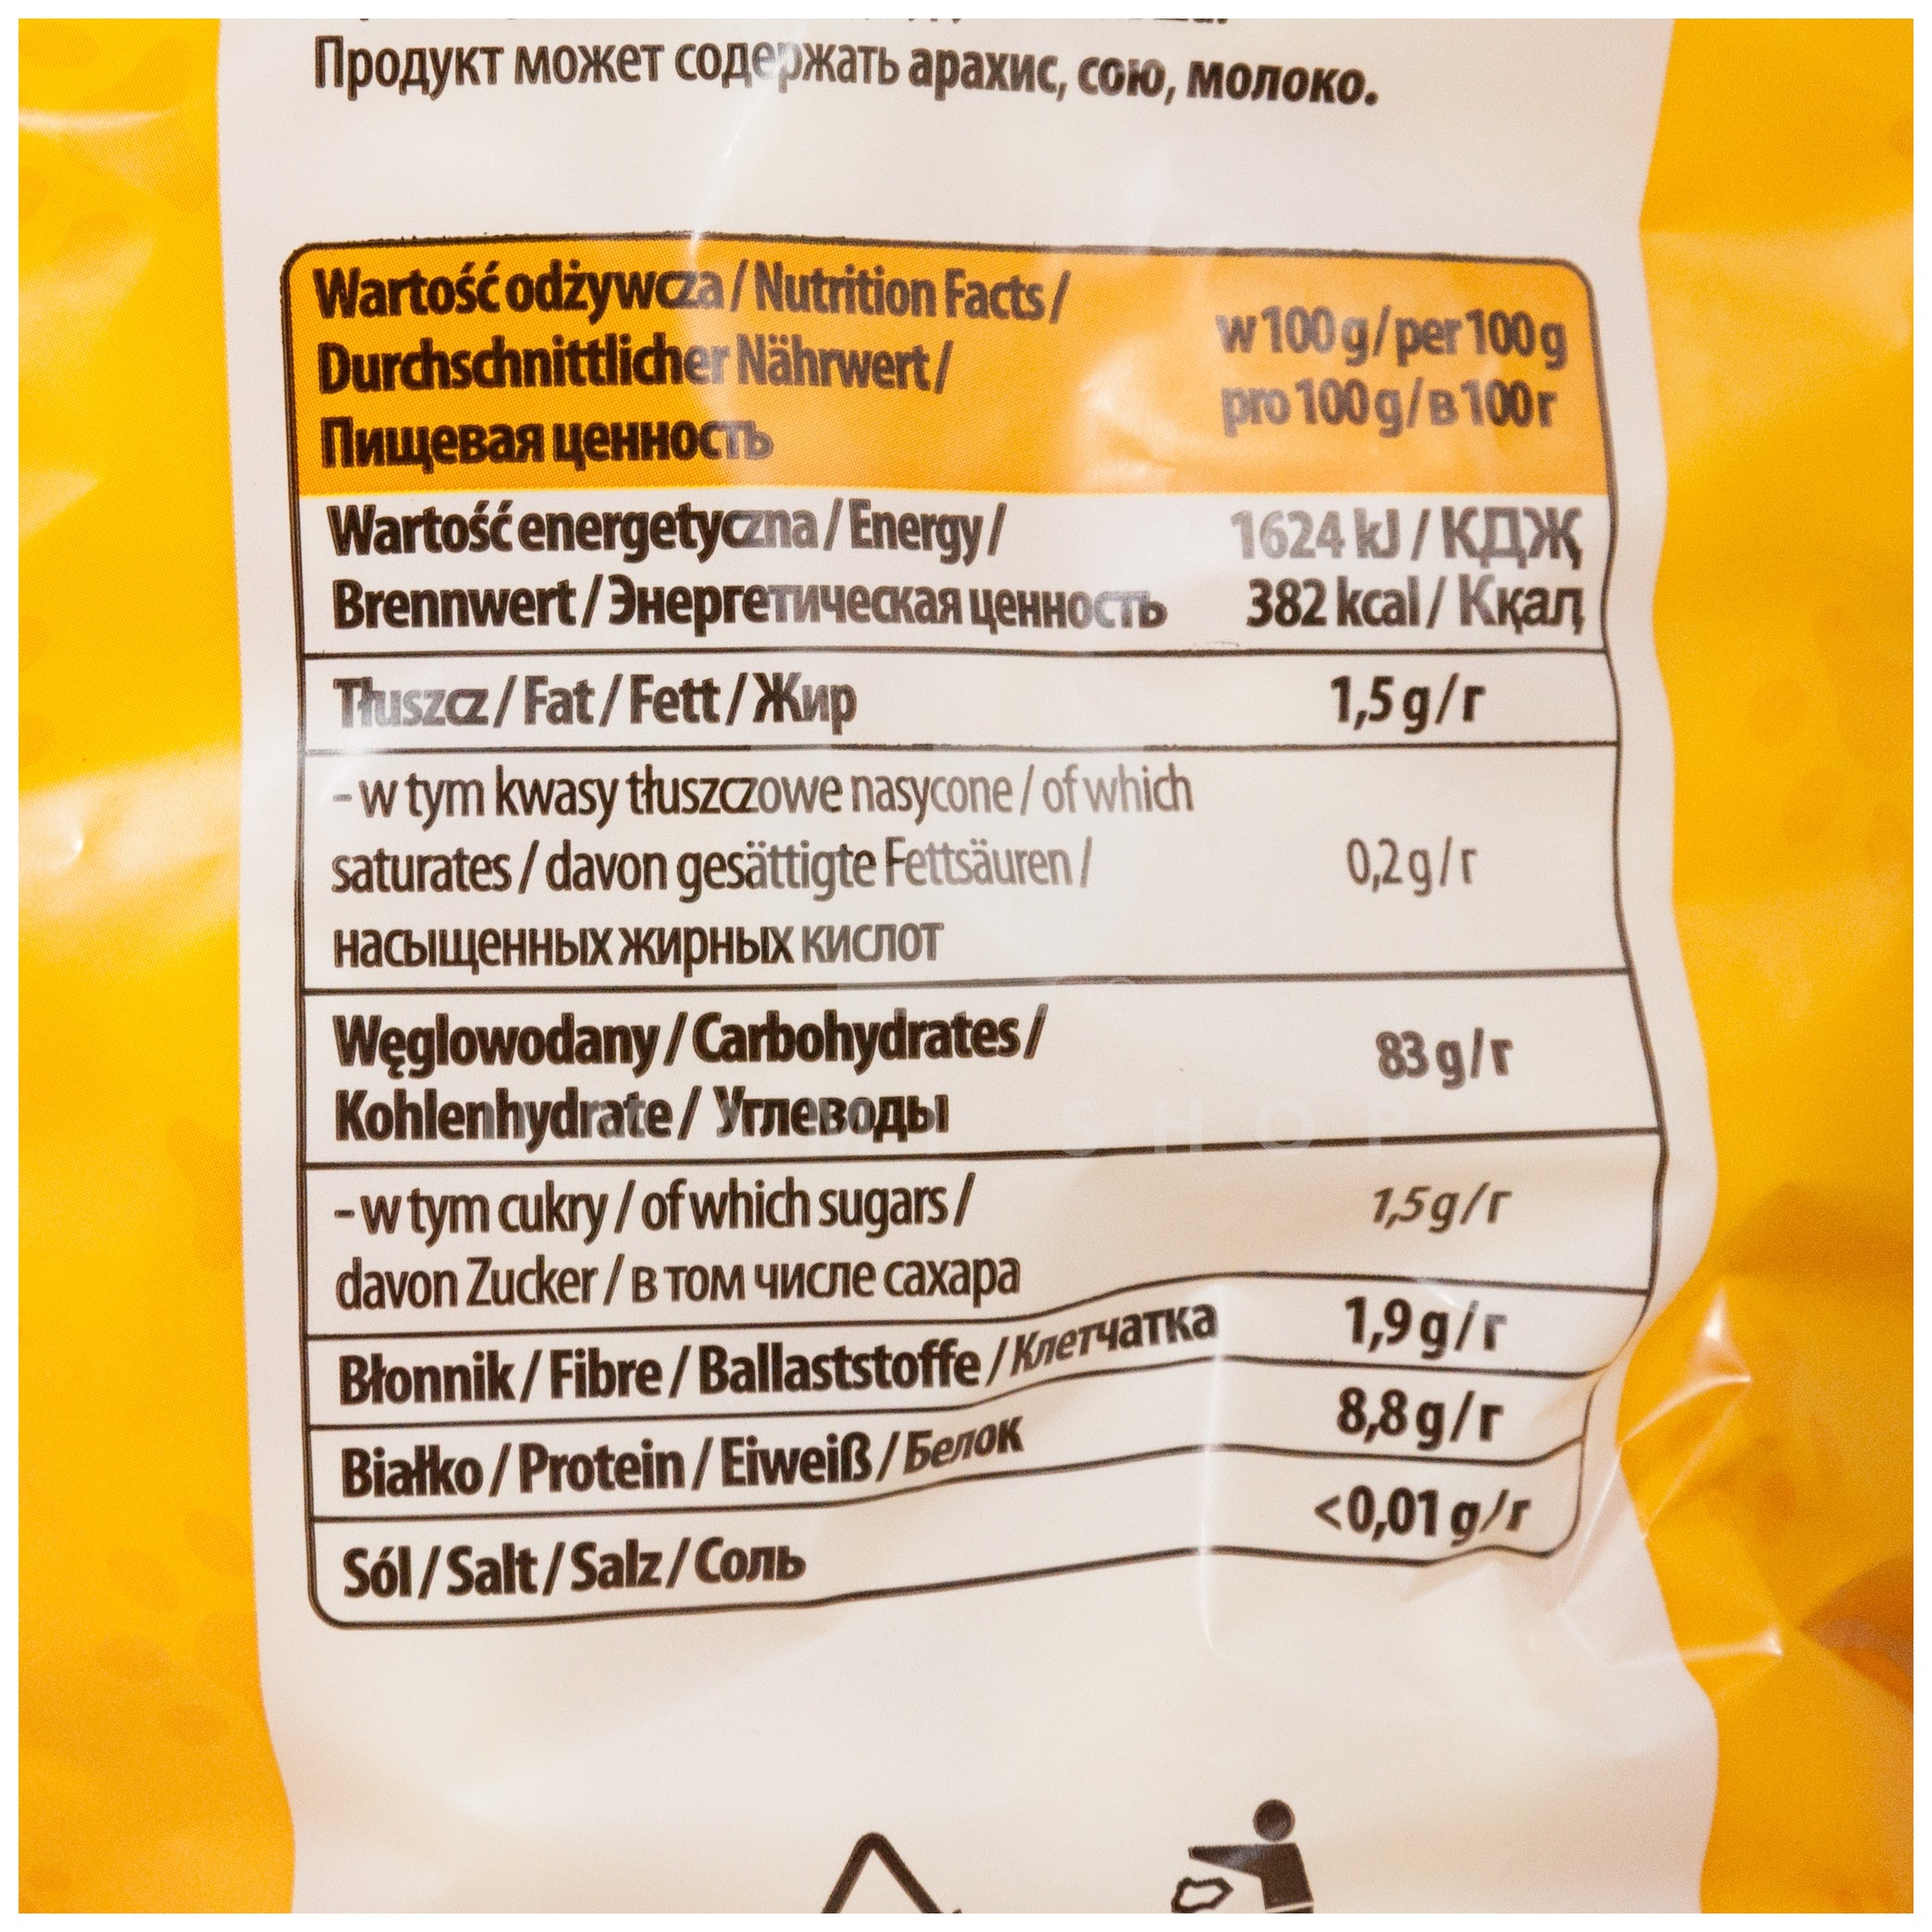 Продукт может содержать арахис, сою, молоко.
Wartość odżywcza / Nutrition Facts /
Durchschnittlicher Nährwert /
Пищевая ценность
w 100 g / per 100 g
pro 100 g / в 100 г
Wartość energetyczna / Energy /
Brennwert / Энергетическая ценность
1624 kJ / КДЖ
382 kcal / Ккал
Tłuszcz / Fat / Fett / Жир
1,5 g / г
- w tym kwasy tłuszczowe nasycone / of which
saturates / davon gesättigte Fettsäuren /
насыщенных жирных кислот
0,2 g / г
Węglowodany / Carbohydrates /
Kohlenhydrate / Углеводы
83 g / г
- w tym cukry / of which sugars /
davon Zucker / в том числе сахара
1,5 g / г
Błonnik / Fibre / Ballaststoffe / Клетчатка
1,9 g / г
Białko / Protein / Eiweiß / Белок
8,8 g / г
Sól / Salt / Salz / Соль
<0,01 g / г
SHOP